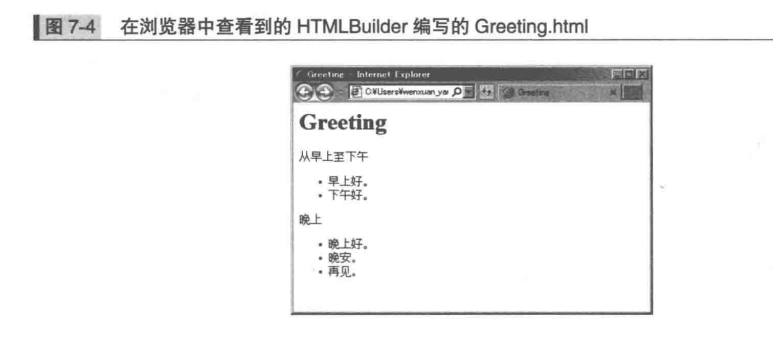 图 7-4 在浏览器中查看到的 HTMLBuilder 编写的 Greeting.html
Greeting - Internet Explorer
C:¥Users¥wenxuan_ya
Greeting
Greeting
从早上至下午
• 早上好。
• 下午好。
晚上
• 晚上好。
• 晚安。
• 再见。